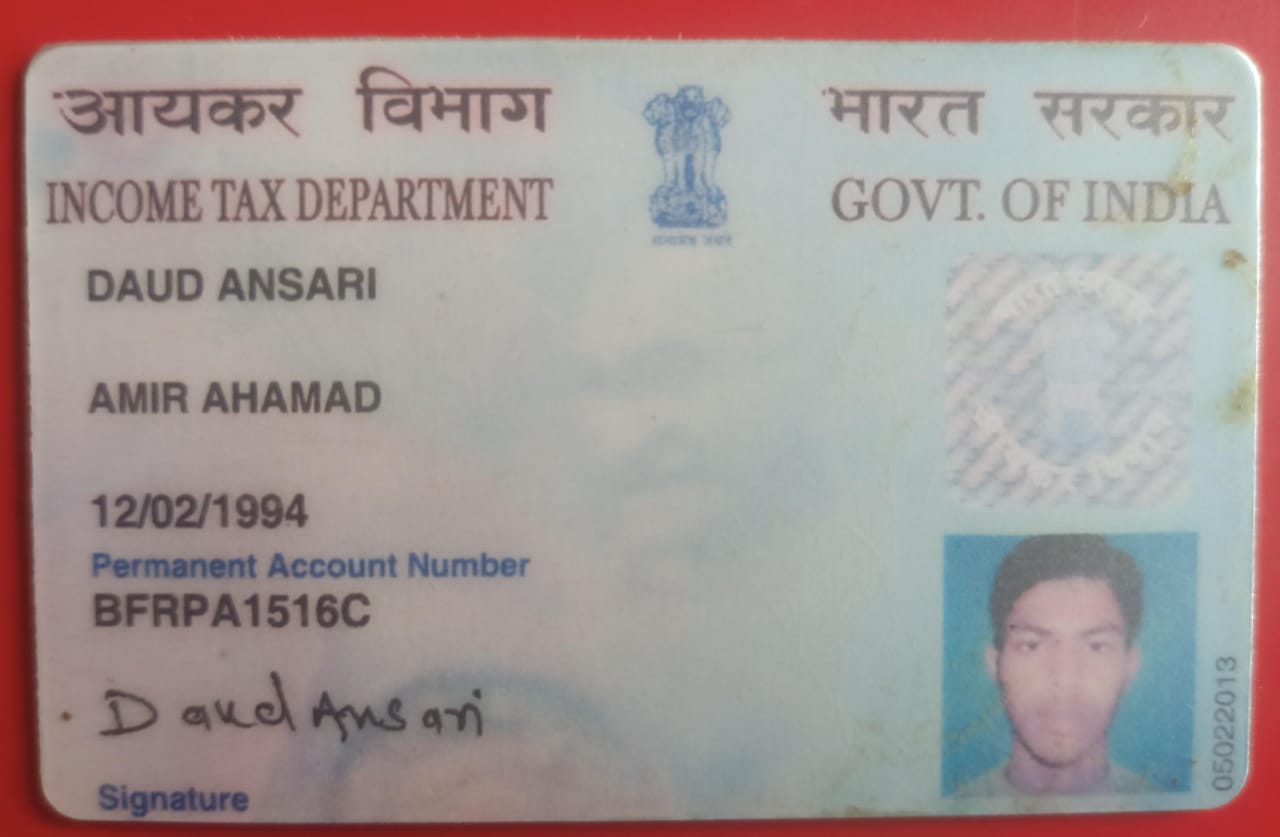 आयकर विभाग
INCOME TAX DEPARTMENT
सत्यमेव जयते
भारत सरकार
GOVT. OF INDIA
DAUD ANSARI
AMIR AHAMAD
12/02/1994
Permanent Account Number
BFRPA1516C
Daud Ansari
Signature
05022013